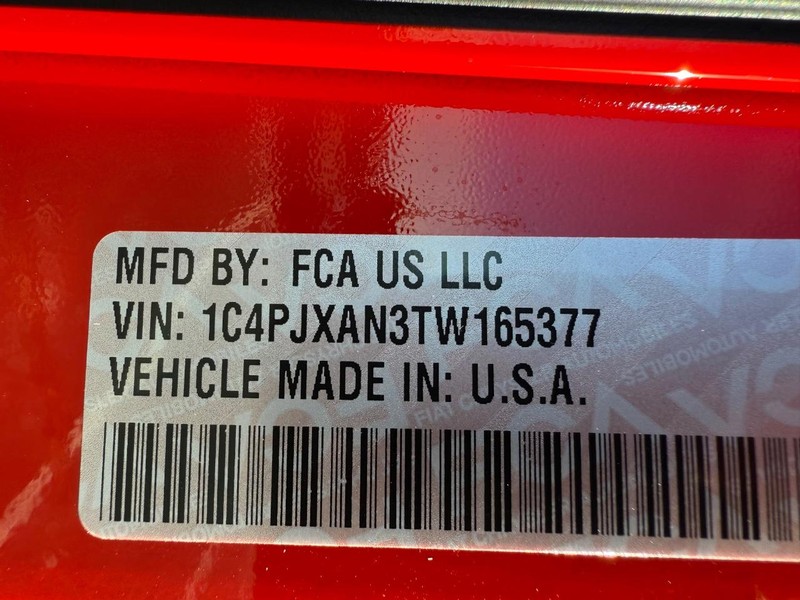 MFD BY: FCA US LLC
VIN: 1C4PJXAN3TW165377
VEHICLE MADE IN: U.S.A.